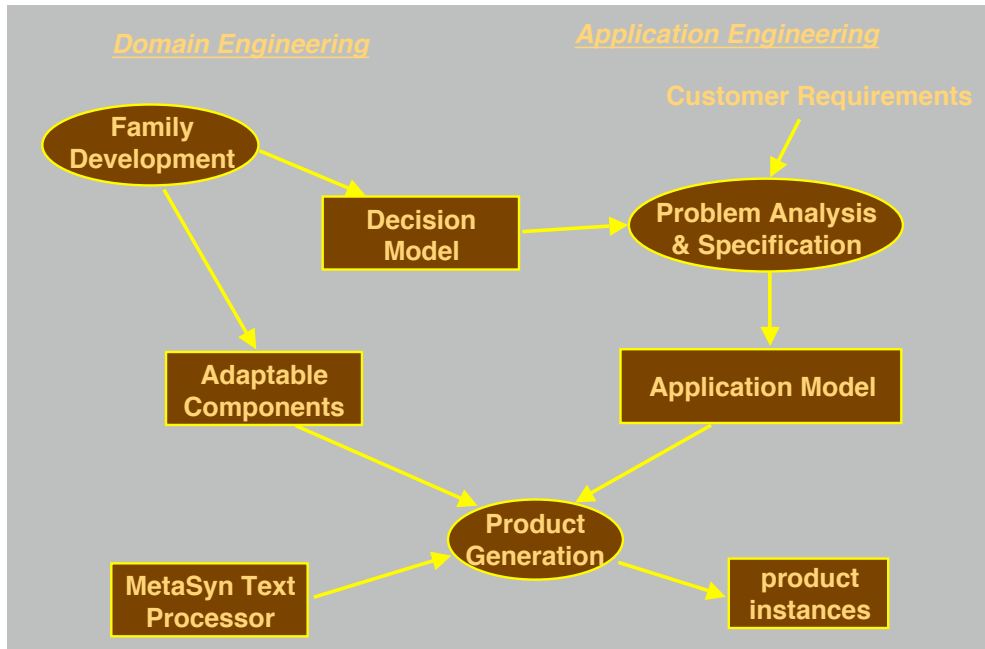 Domain Engineering
Application Engineering
Customer Requirements
Family
Development
Decision
Model
Problem Analysis
& Specification
Adaptable
Components
Application Model
Product
Generation
MetaSyn Text
Processor
product
instances